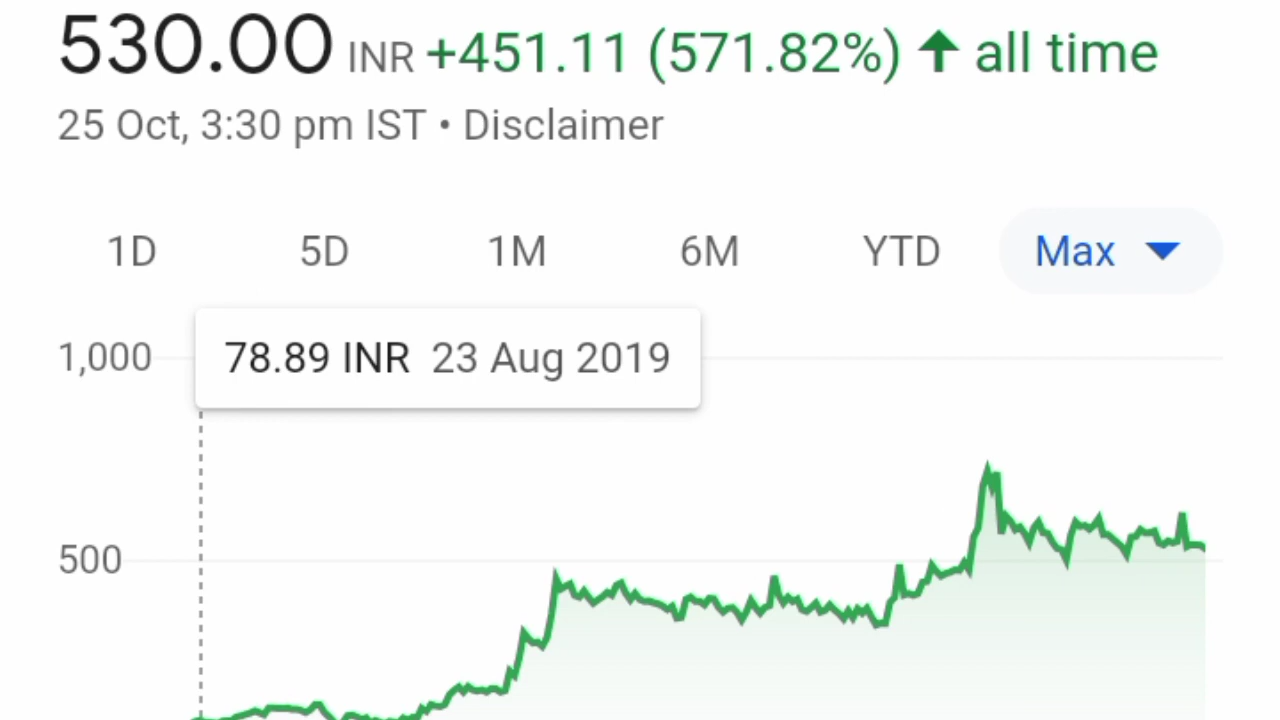 530.00 INR +451.11 (571.82%) ↑ all time
25 Oct, 3:30 pm IST • Disclaimer
1D 5D 1M 6M YTD Max
1,000
78.89 INR 23 Aug 2019
500